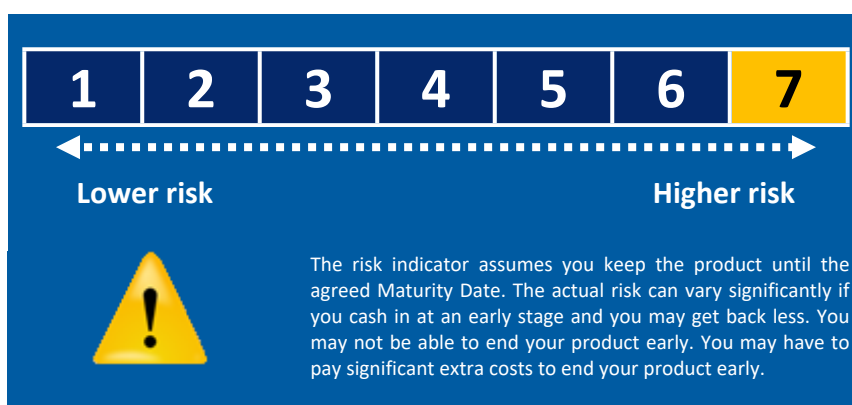 1 2 3 4 5 6 7
Lower risk Higher risk
The risk indicator assumes you keep the product until the
agreed Maturity Date. The actual risk can vary significantly if
you cash in at an early stage and you may get back less. You
may not be able to end your product early. You may have to
pay significant extra costs to end your product early.